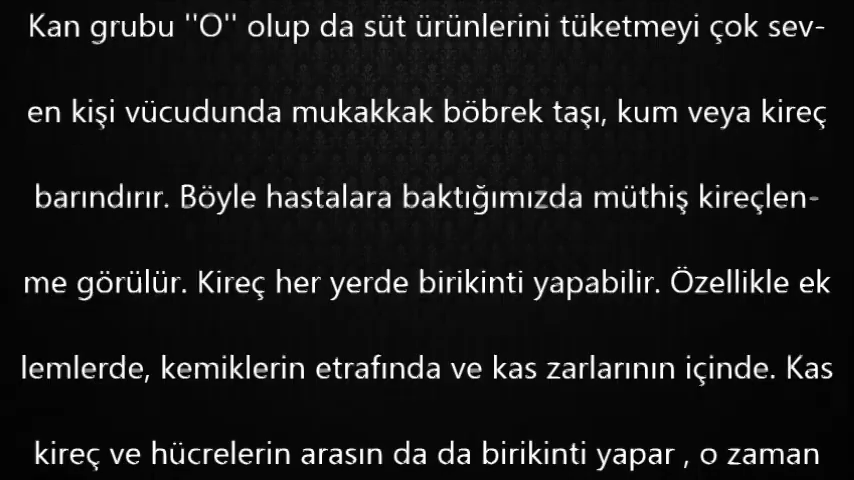 Kan grubu ''O'' olup da süt ürünlerini tüketmeyi çok sev-
en kişi vücudunda mukakkak böbrek taşı, kum veya kireç
barındırır. Böyle hastalara baktığımızda müthiş kireçlen-
me görülür. Kireç her yerde birikinti yapabilir. Özellikle ek
lemlerde, kemiklerin etrafında ve kas zarlarının içinde. Kas
kireç ve hücrelerin arasın da da birikinti yapar , o zaman